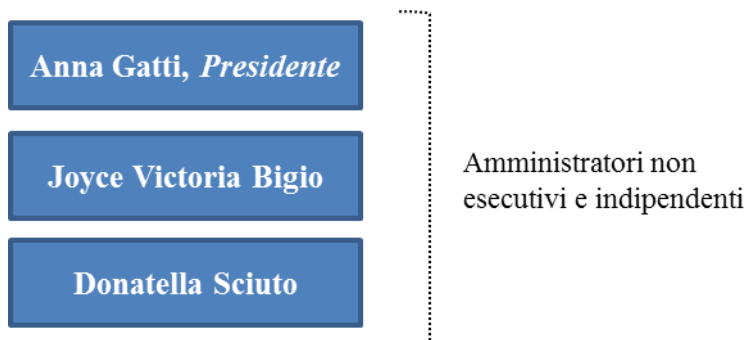 Anna Gatti, Presidente
Joyce Victoria Bigio
Donatella Sciuto
Amministratori non
esecutivi e indipendenti